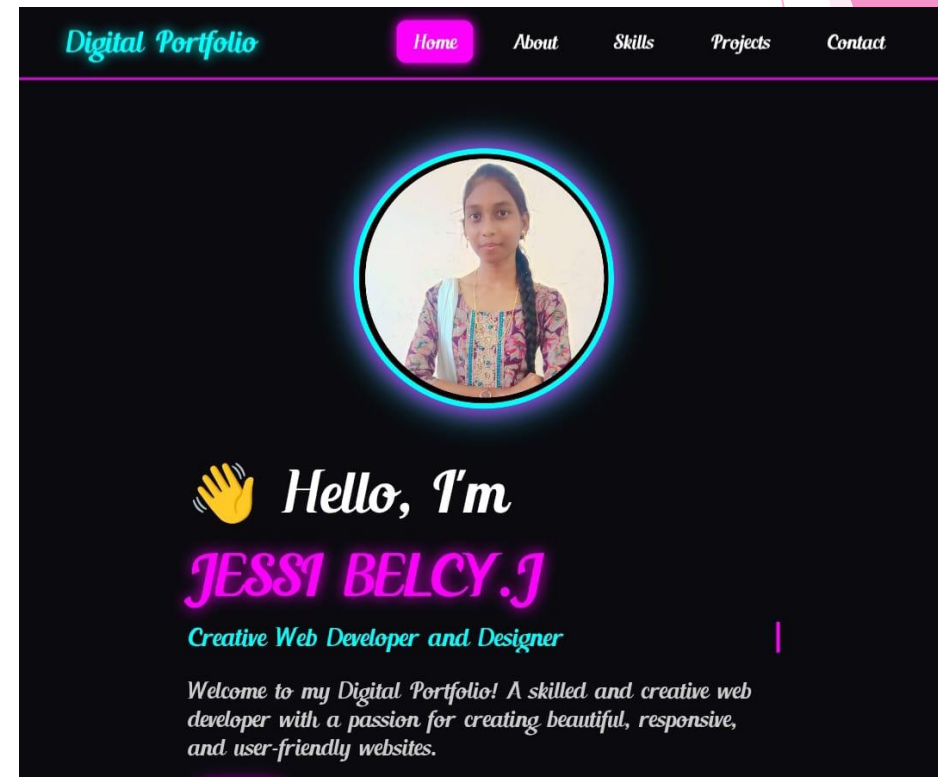 Digital Portfolio Home About Skills Projects Contact
👋 Hello, I'm
JESSI BELCY.J
Creative Web Developer and Designer
Welcome to my Digital Portfolio! A skilled and creative web
developer with a passion for creating beautiful, responsive,
and user-friendly websites.